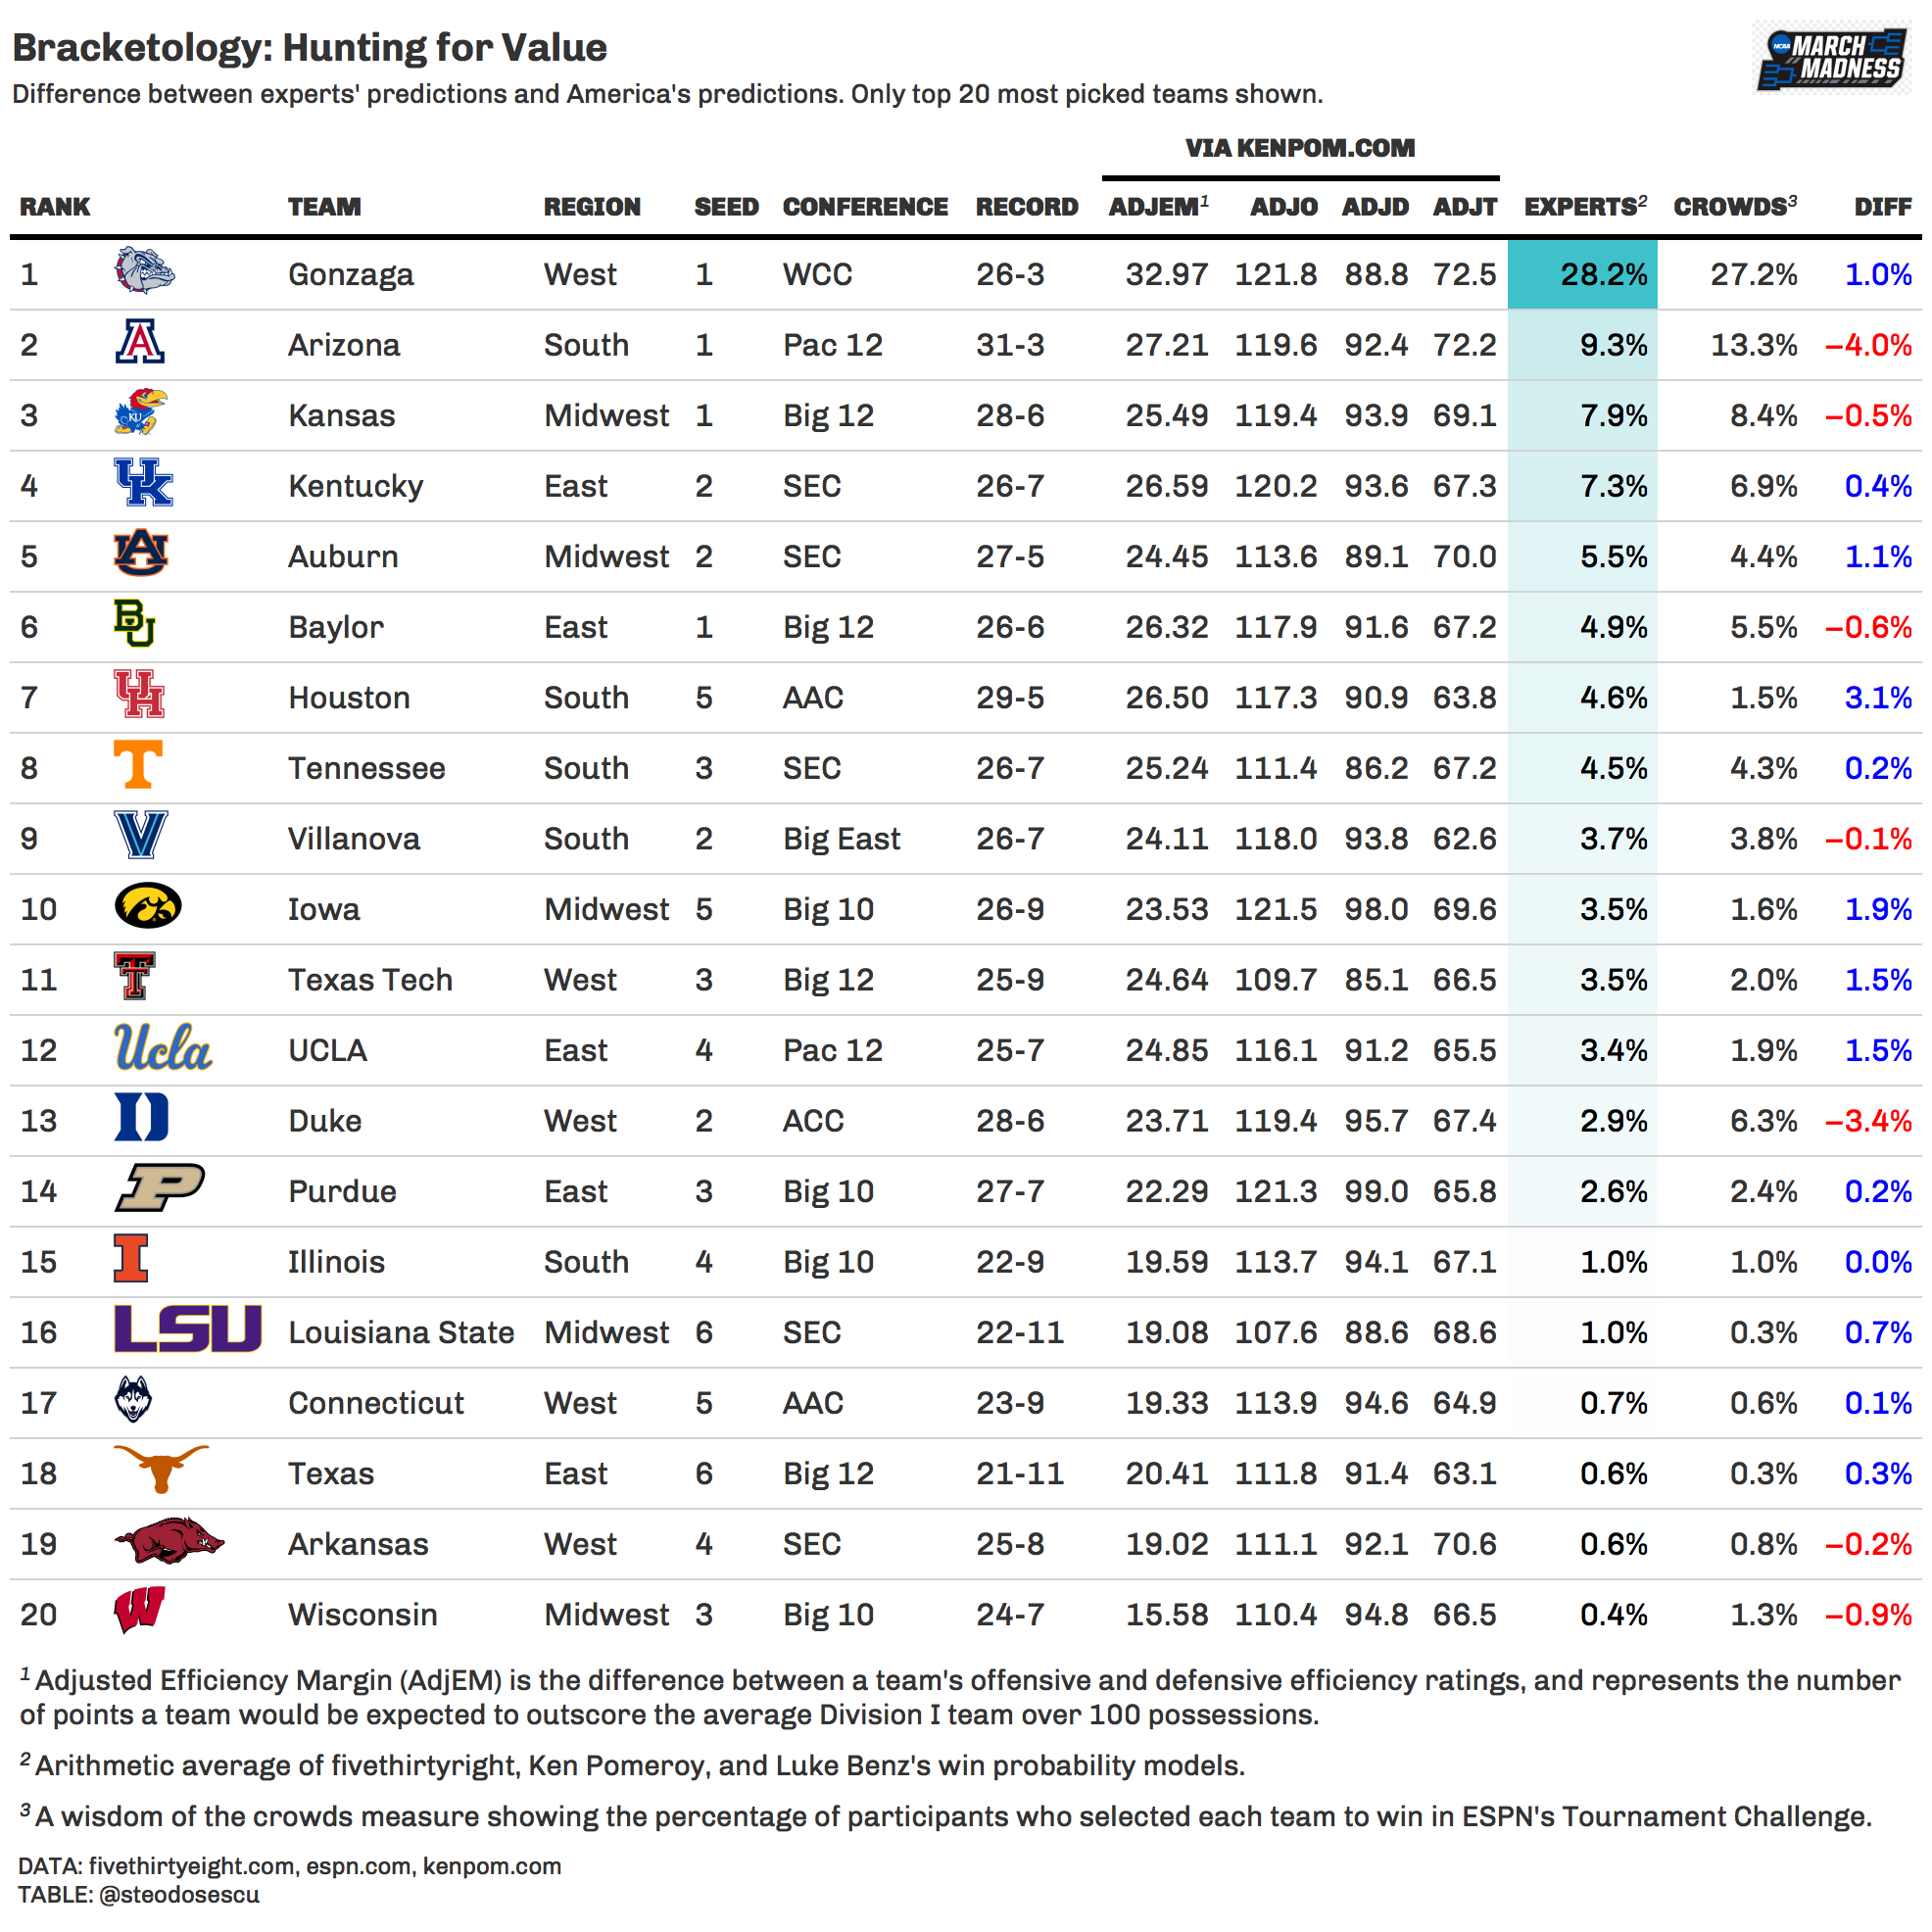 Bracketology: Hunting for Value
NCAA MARCH MADNESS
Difference between experts' predictions and America's predictions. Only top 20 most picked teams shown.
VIA KENPOM.COM
RANK TEAM REGION SEED CONFERENCE RECORD ADJEM1 ADJO ADJD ADJT EXPERTS2 CROWDS3 DIFF
1 Gonzaga West 1 WCC 26-3 32.97 121.8 88.8 72.5 28.2% 27.2% 1.0%
2 A Arizona South 1 Pac 12 31-3 27.21 119.6 92.4 72.2 9.3% 13.3% −4.0%
3 KU Kansas Midwest 1 Big 12 28-6 25.49 119.4 93.9 69.1 7.9% 8.4% −0.5%
4 UK Kentucky East 2 SEC 26-7 26.59 120.2 93.6 67.3 7.3% 6.9% 0.4%
5 AU Auburn Midwest 2 SEC 27-5 24.45 113.6 89.1 70.0 5.5% 4.4% 1.1%
6 BU Baylor East 1 Big 12 26-6 26.32 117.9 91.6 67.2 4.9% 5.5% −0.6%
7 UH Houston South 5 AAC 29-5 26.50 117.3 90.9 63.8 4.6% 1.5% 3.1%
8 T Tennessee South 3 SEC 26-7 25.24 111.4 86.2 67.2 4.5% 4.3% 0.2%
9 V Villanova South 2 Big East 26-7 24.11 118.0 93.8 62.6 3.7% 3.8% −0.1%
10 Iowa Midwest 5 Big 10 26-9 23.53 121.5 98.0 69.6 3.5% 1.6% 1.9%
11 TT Texas Tech West 3 Big 12 25-9 24.64 109.7 85.1 66.5 3.5% 2.0% 1.5%
12 Ucla UCLA East 4 Pac 12 25-7 24.85 116.1 91.2 65.5 3.4% 1.9% 1.5%
13 D Duke West 2 ACC 28-6 23.71 119.4 95.7 67.4 2.9% 6.3% −3.4%
14 P Purdue East 3 Big 10 27-7 22.29 121.3 99.0 65.8 2.6% 2.4% 0.2%
15 I Illinois South 4 Big 10 22-9 19.59 113.7 94.1 67.1 1.0% 1.0% 0.0%
16 LSU Louisiana State Midwest 6 SEC 22-11 19.08 107.6 88.6 68.6 1.0% 0.3% 0.7%
17 Connecticut West 5 AAC 23-9 19.33 113.9 94.6 64.9 0.7% 0.6% 0.1%
18 Texas East 6 Big 12 21-11 20.41 111.8 91.4 63.1 0.6% 0.3% 0.3%
19 Arkansas West 4 SEC 25-8 19.02 111.1 92.1 70.6 0.6% 0.8% −0.2%
20 W Wisconsin Midwest 3 Big 10 24-7 15.58 110.4 94.8 66.5 0.4% 1.3% −0.9%
1 Adjusted Efficiency Margin (AdjEM) is the difference between a team's offensive and defensive efficiency ratings, and represents the number
of points a team would be expected to outscore the average Division I team over 100 possessions.
2 Arithmetic average of fivethirtyright, Ken Pomeroy, and Luke Benz's win probability models.
3 A wisdom of the crowds measure showing the percentage of participants who selected each team to win in ESPN's Tournament Challenge.
DATA: fivethirtyeight.com, espn.com, kenpom.com
TABLE: @steodosescu